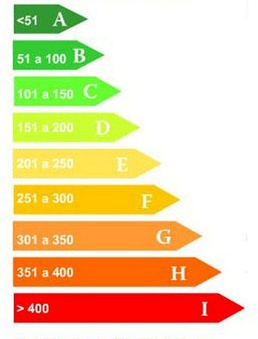 <51 A
51 a 100 B
101 a 150 C
151 a 200 D
201 a 250 E
251 a 300 F
301 a 350 G
351 a 400 H
> 400 I